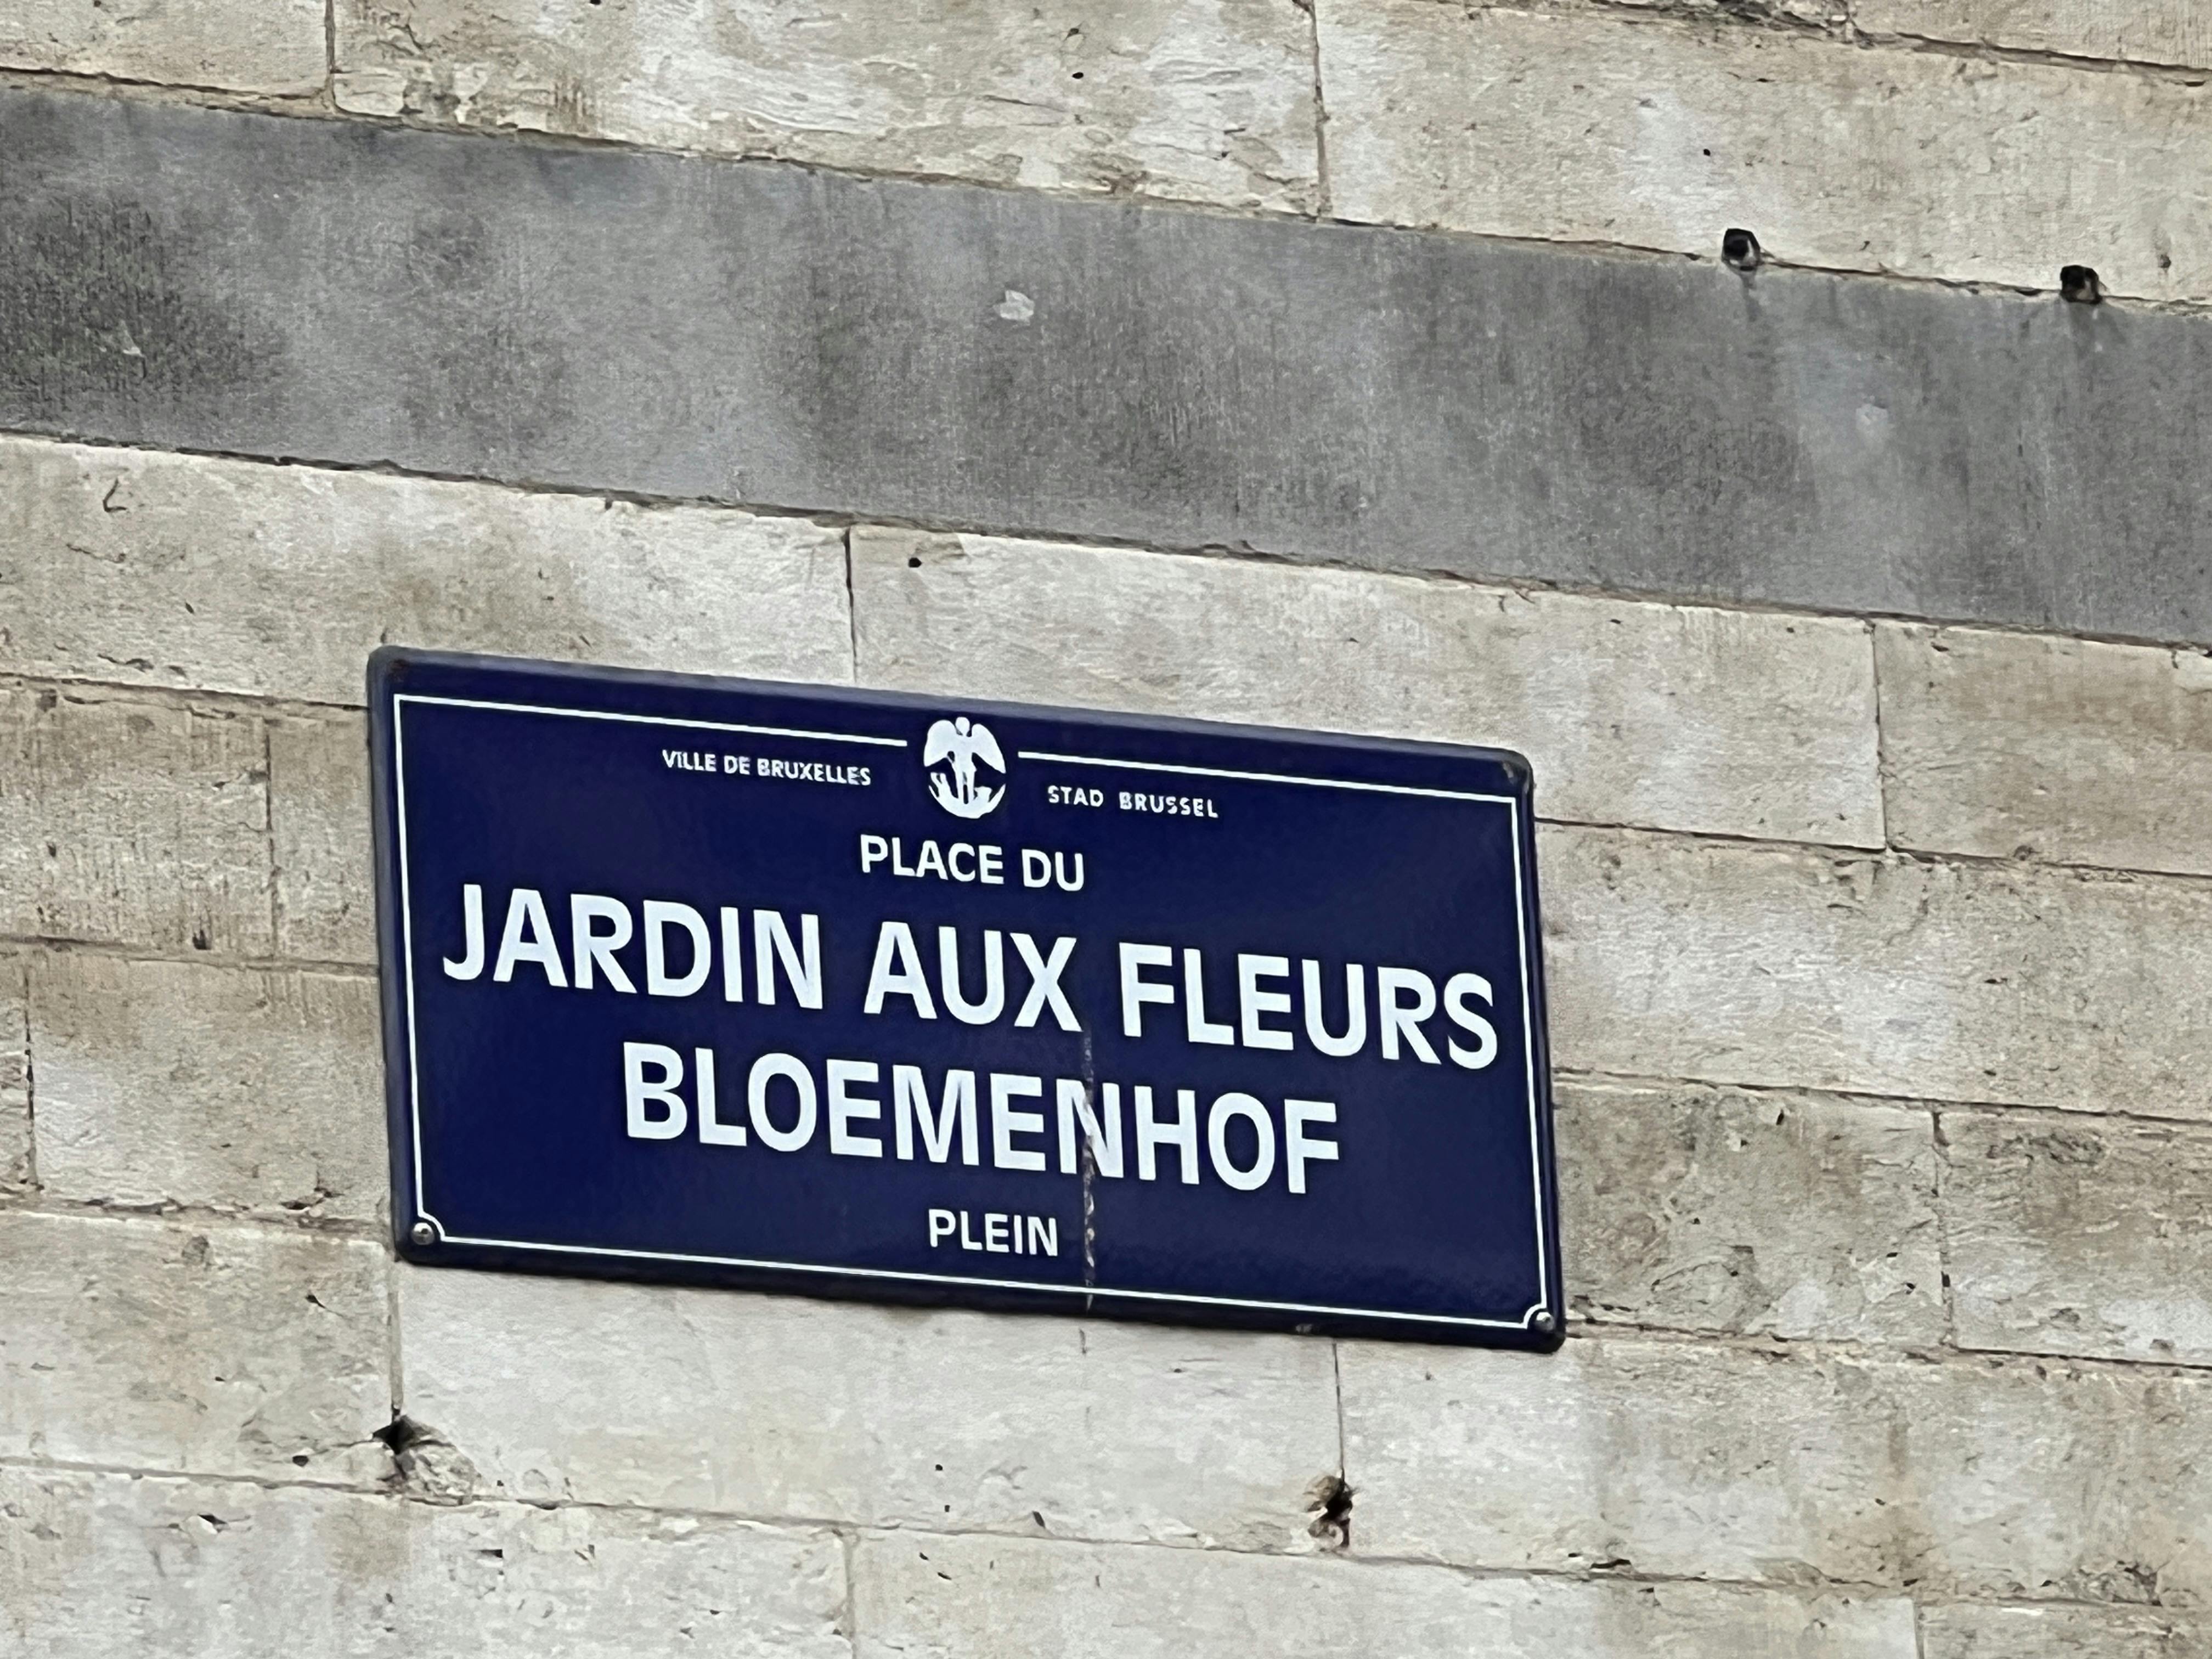 VILLE DE BRUXELLES STAD BRUSSEL
PLACE DU
JARDIN AUX FLEURS
BLOEMENHOF
PLEIN